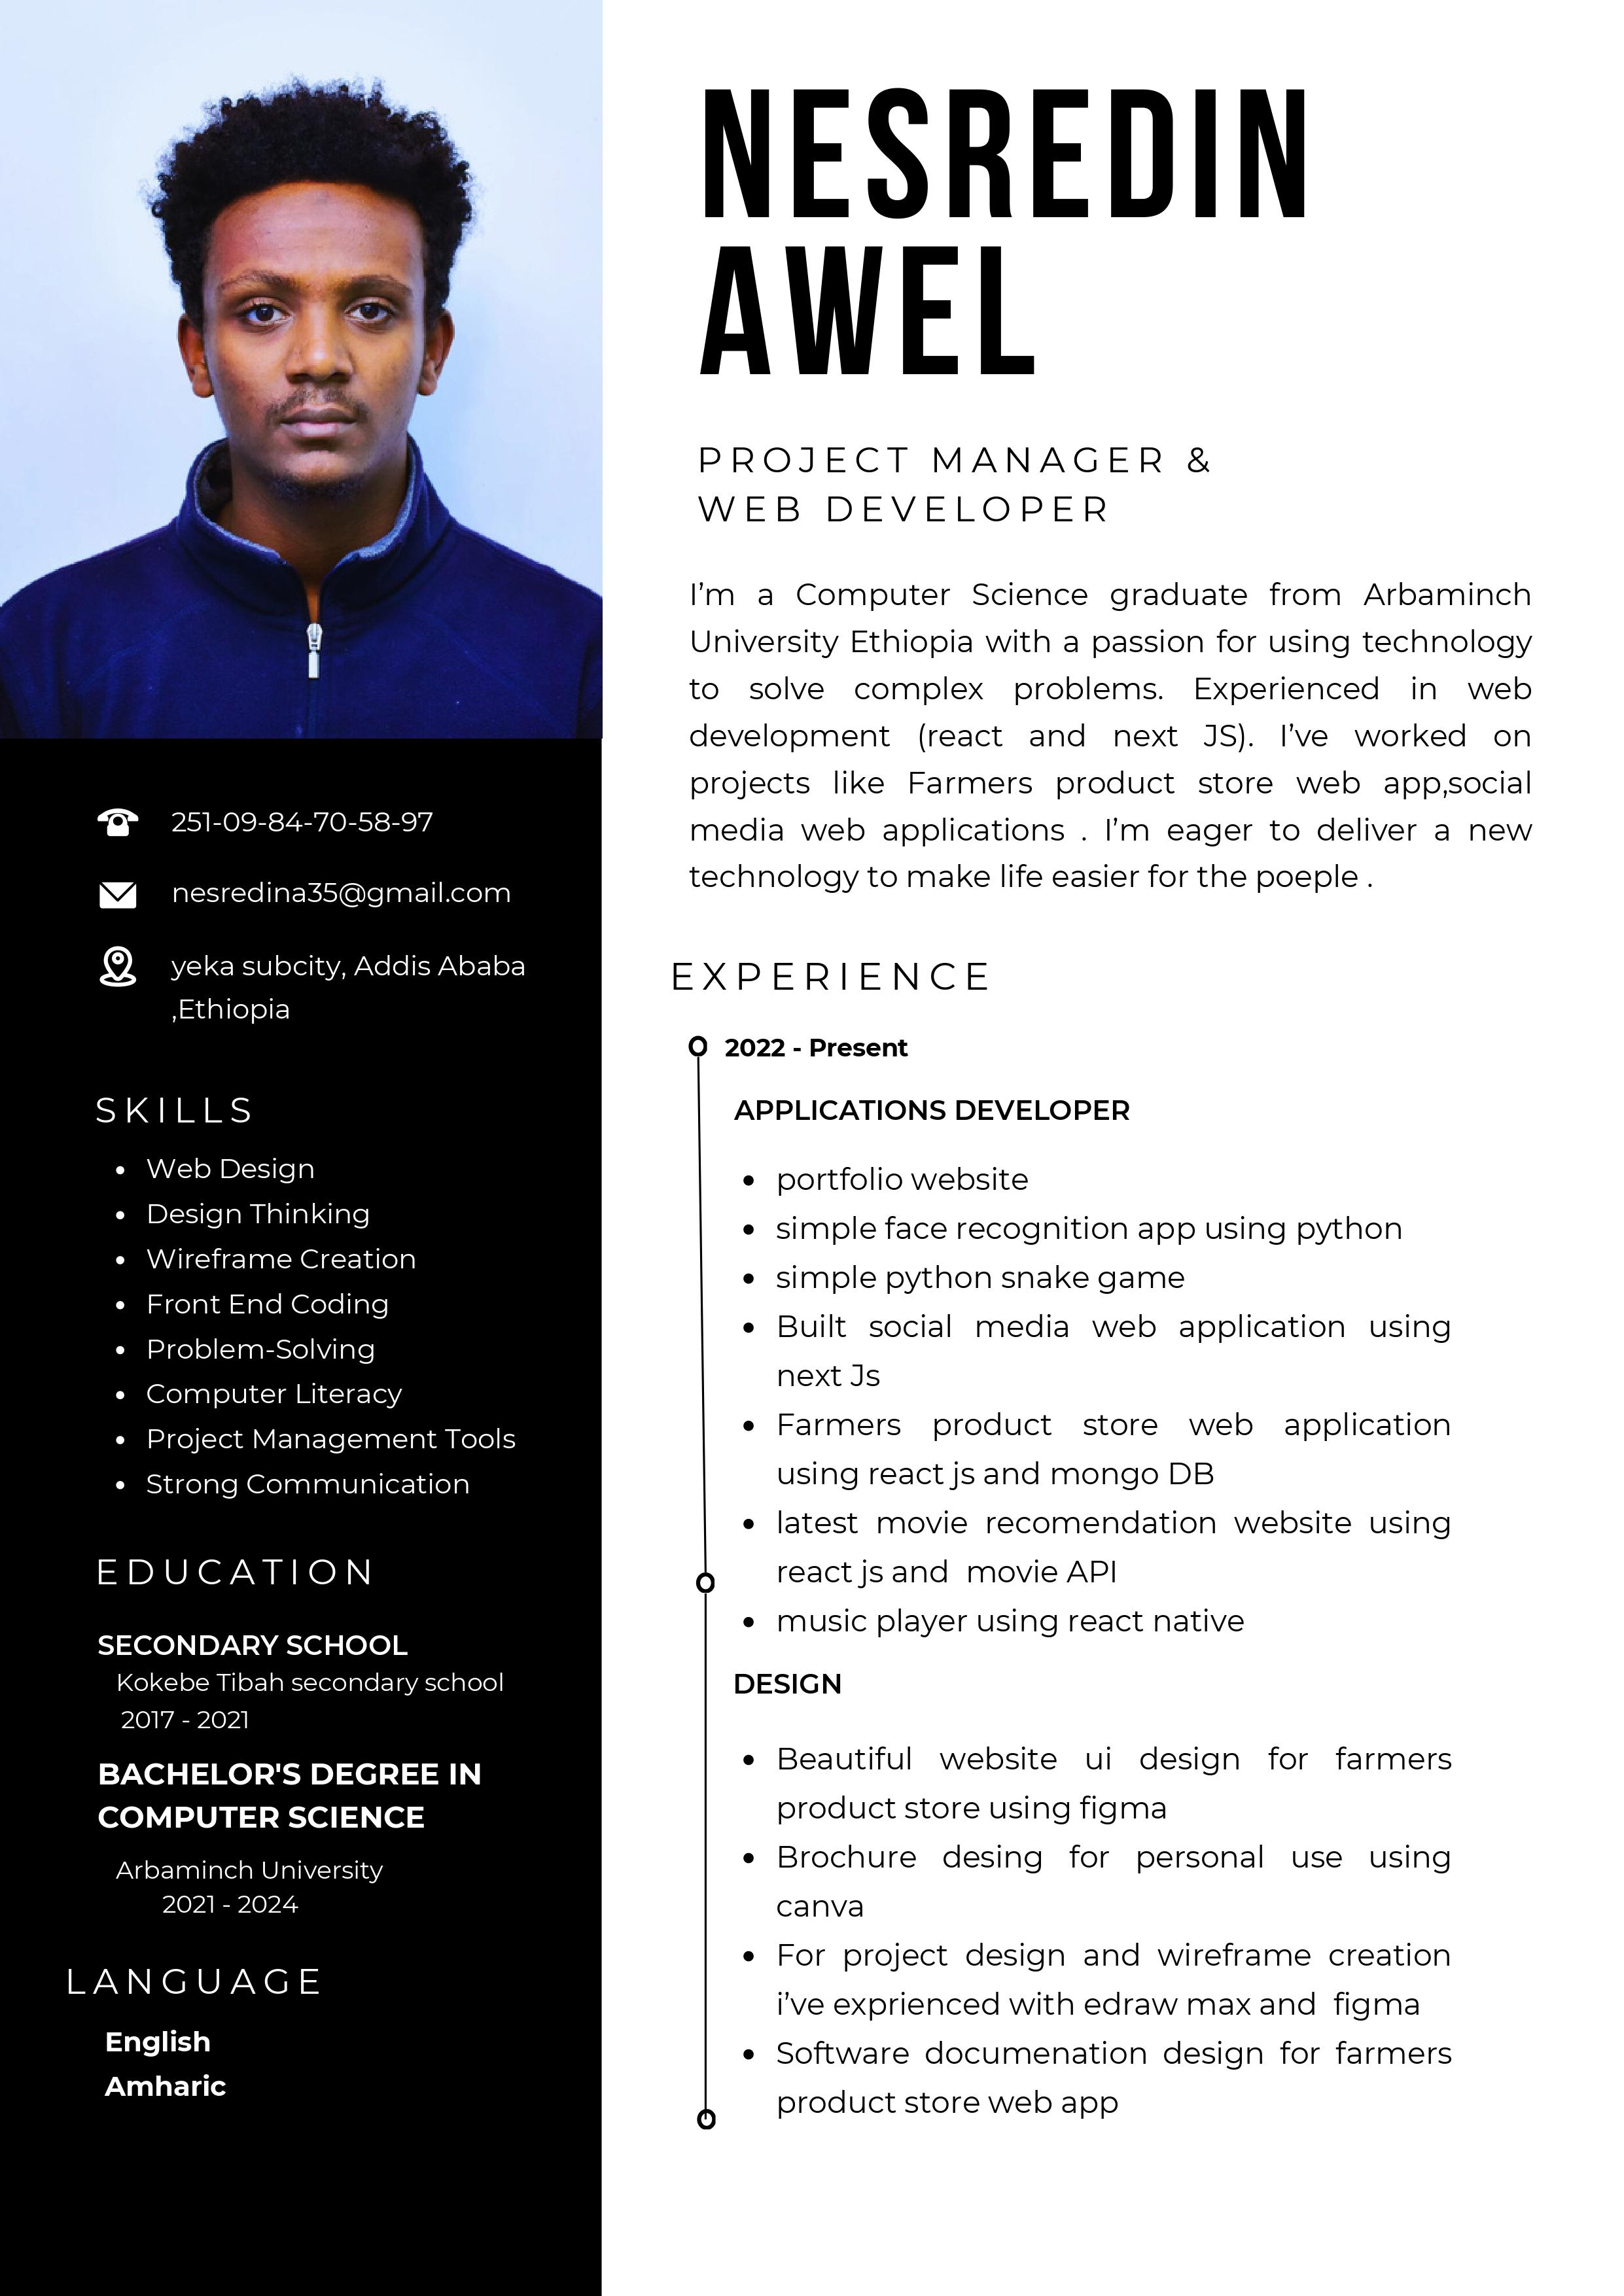 NESREDIN
AWEL
PROJECT MANAGER &
WEB DEVELOPER
I’m a Computer Science graduate from Arbaminch
University Ethiopia with a passion for using technology
to solve complex problems. Experienced in web
development (react and next JS). I’ve worked on
projects like Farmers product store web app,social
media web applications . I’m eager to deliver a new
technology to make life easier for the poeple .
251-09-84-70-58-97
nesredina35@gmail.com
yeka subcity, Addis Ababa
,Ethiopia
SKILLS
• Web Design
• Design Thinking
• Wireframe Creation
• Front End Coding
• Problem-Solving
• Computer Literacy
• Project Management Tools
• Strong Communication
EDUCATION
SECONDARY SCHOOL
Kokebe Tibah secondary school
2017 - 2021
BACHELOR'S DEGREE IN
COMPUTER SCIENCE
Arbaminch University
2021 - 2024
LANGUAGE
English
Amharic
EXPERIENCE
2022 - Present
APPLICATIONS DEVELOPER
• portfolio website
• simple face recognition app using python
• simple python snake game
• Built social media web application using
next Js
• Farmers product store web application
using react js and mongo DB
• latest movie recomendation website using
react js and movie API
• music player using react native
DESIGN
• Beautiful website ui design for farmers
product store using figma
• Brochure desing for personal use using
canva
• For project design and wireframe creation
i’ve exprienced with edraw max and figma
• Software documenation design for farmers
product store web app